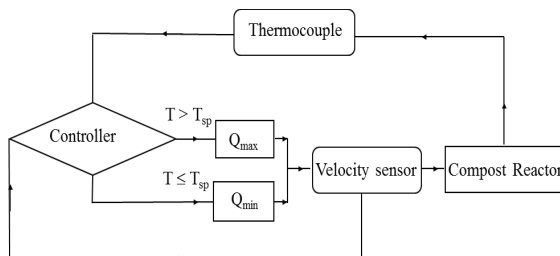 Thermocouple
T > Tsp
Controller
Qmax
T ≤ Tsp
Velocity sensor
Compost Reactor
Qmin